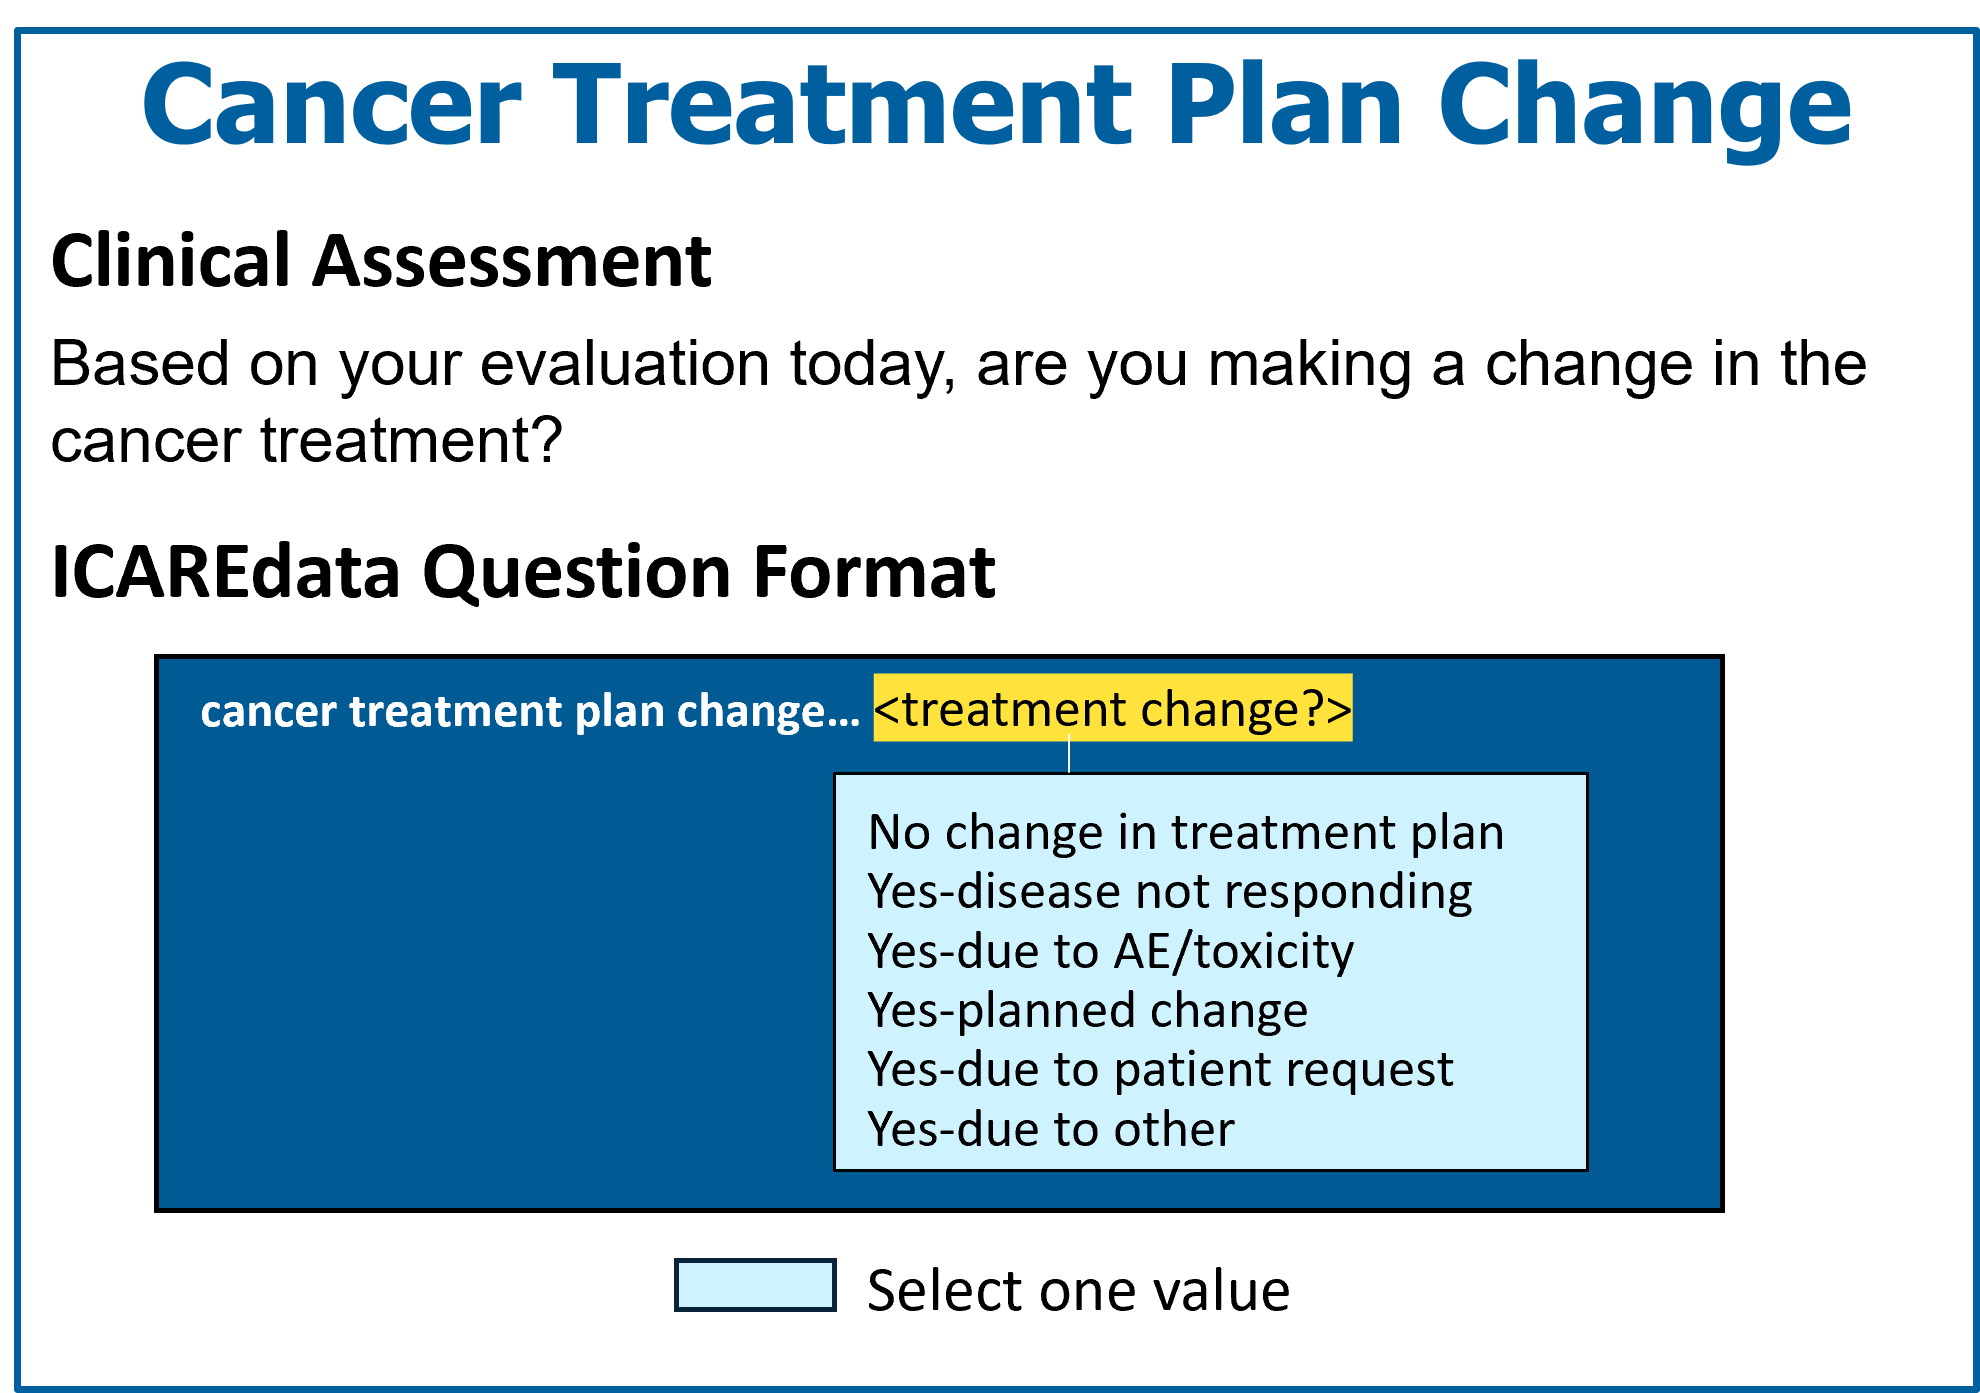 Cancer Treatment Plan Change
Clinical Assessment
Based on your evaluation today, are you making a change in the
cancer treatment?
ICAREdata Question Format
cancer treatment plan change... <treatment change?>
No change in treatment plan
Yes-disease not responding
Yes-due to AE/toxicity
Yes-planned change
Yes-due to patient request
Yes-due to other
Select one value